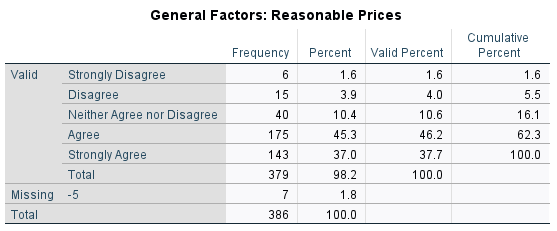 General Factors: Reasonable Prices
Frequency Percent Valid Percent Cumulative Percent
Valid Strongly Disagree 6 1.6 1.6 1.6
Disagree 15 3.9 4.0 5.5
Neither Agree nor Disagree 40 10.4 10.6 16.1
Agree 175 45.3 46.2 62.3
Strongly Agree 143 37.0 37.7 100.0
Total 379 98.2 100.0
Missing -5 7 1.8
Total 386 100.0